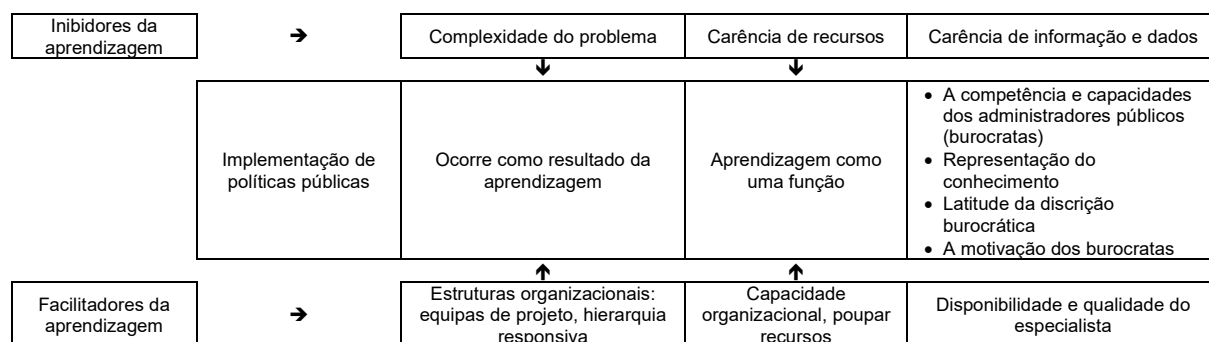 Inibidores da
aprendizagem
➔
Complexidade do problema
Carência de recursos
Carência de informação e dados
Implementação de
políticas públicas
Ocorre como resultado da
aprendizagem
Aprendizagem como
uma função
• A competência e capacidades
dos administradores públicos
(burocratas)
• Representação do
conhecimento
• Latitude da discrição
burocrática
• A motivação dos burocratas
Facilitadores da
aprendizagem
➔
Estruturas organizacionais:
equipas de projeto, hierarquia
responsiva
Capacidade
organizacional, poupar
recursos
Disponibilidade e qualidade do
especialista